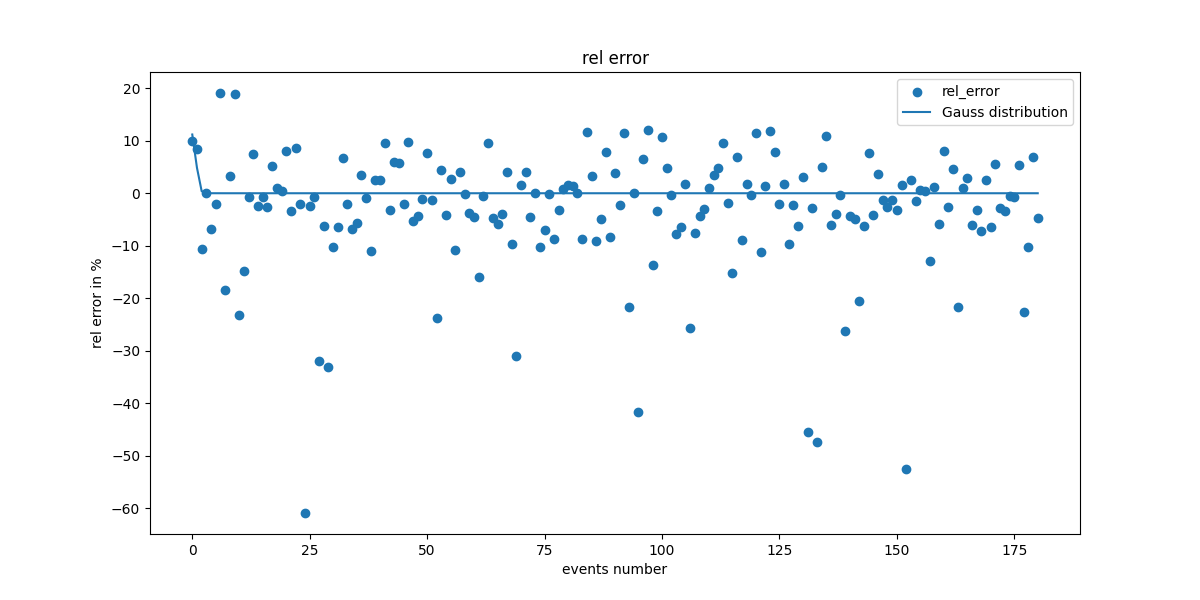 rel error
rel_error
Gauss distribution
20
10
0
−10
−20
−30
−40
−50
−60
rel error in %
0 25 50 75 100 125 150 175
events number